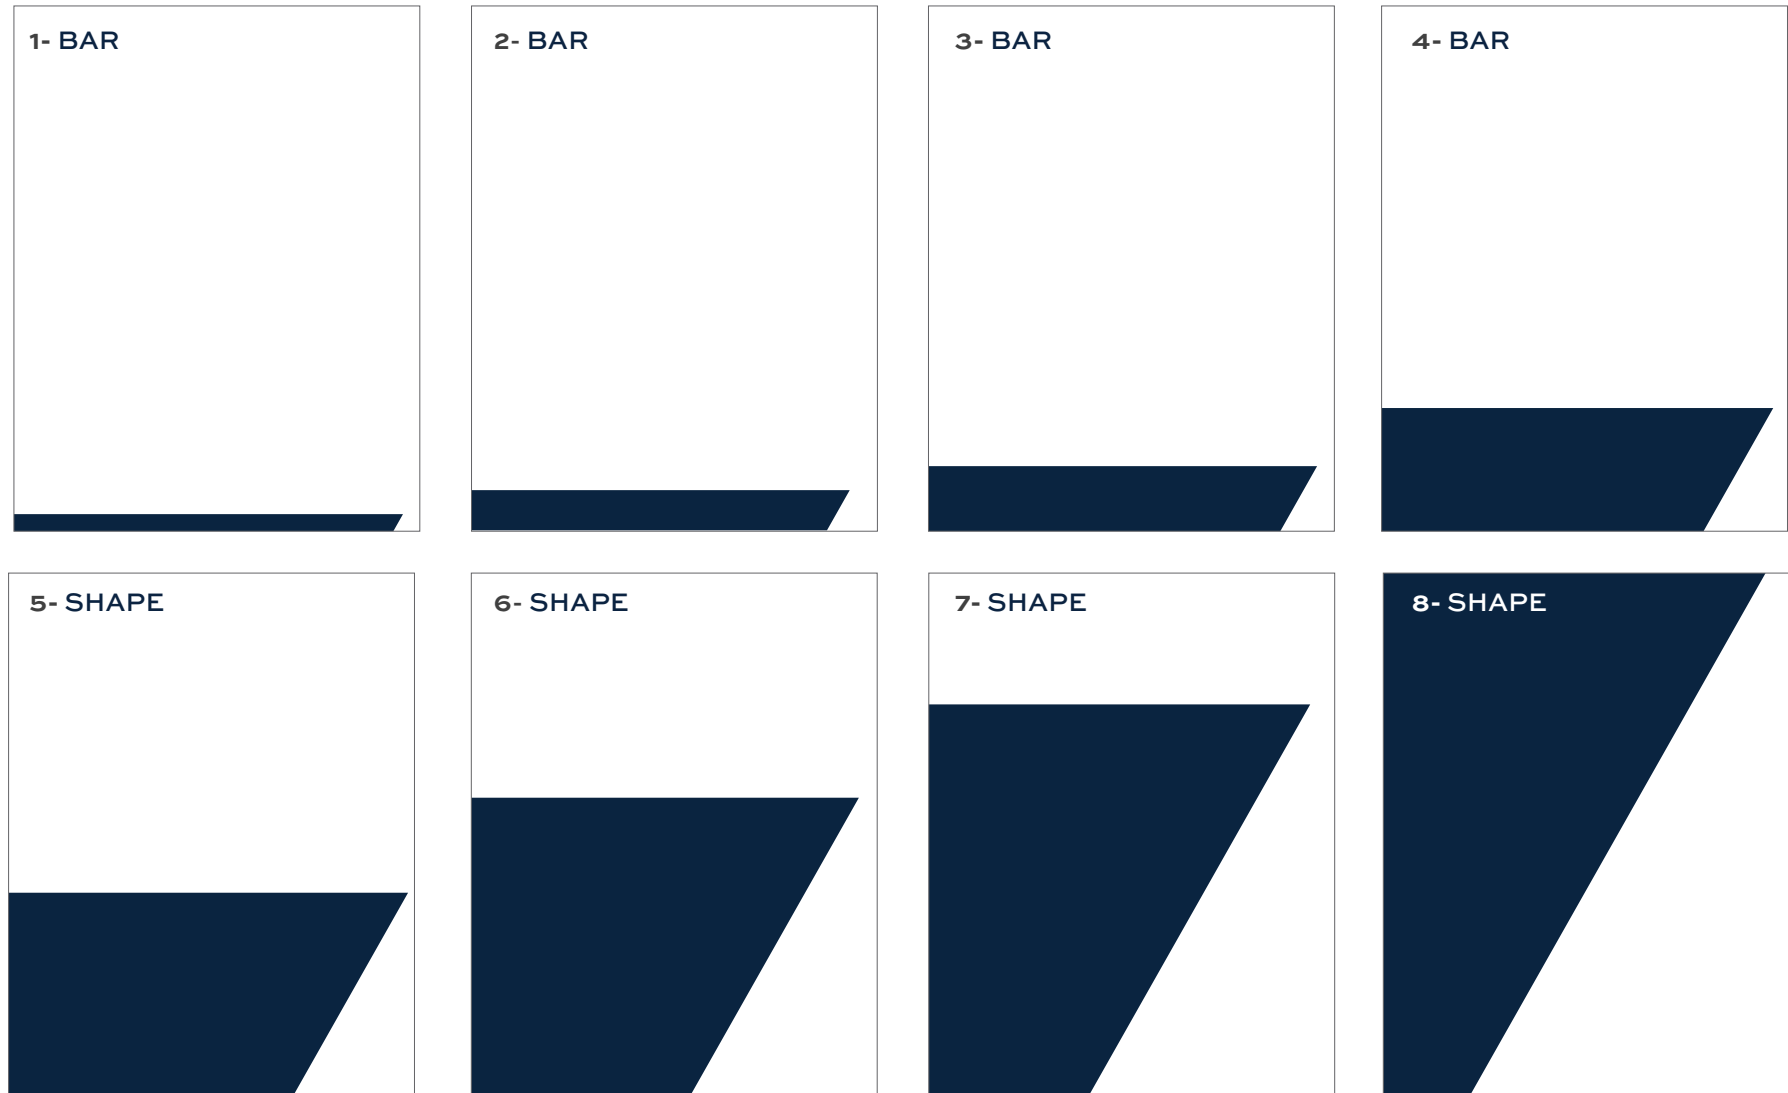 1- BAR
2- BAR
3- BAR
4- BAR
5- SHAPE
6- SHAPE
7- SHAPE
8- SHAPE